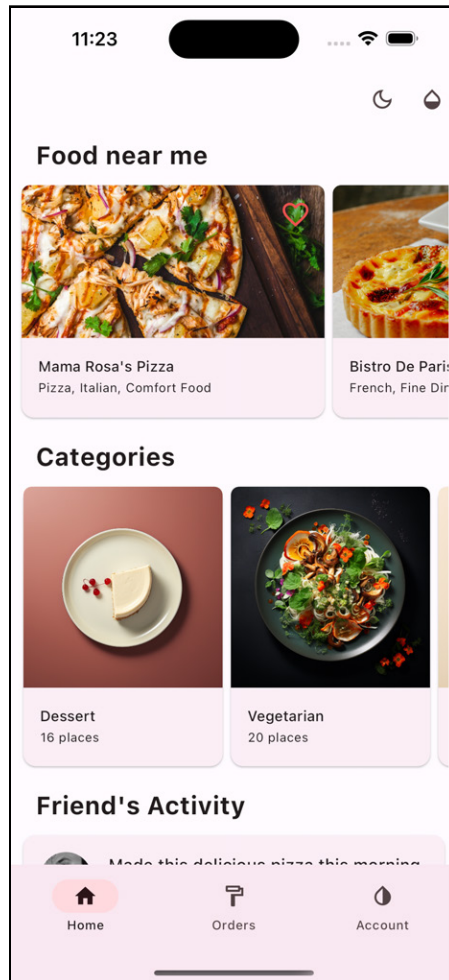 11:23
Food near me
Mama Rosa's Pizza
Pizza, Italian, Comfort Food
Bistro De Paris
French, Fine
Categories
Dessert
16 places
Vegetarian
20 places
Friend's Activity
Made this delicious pizza this morning
Home
Orders
Account